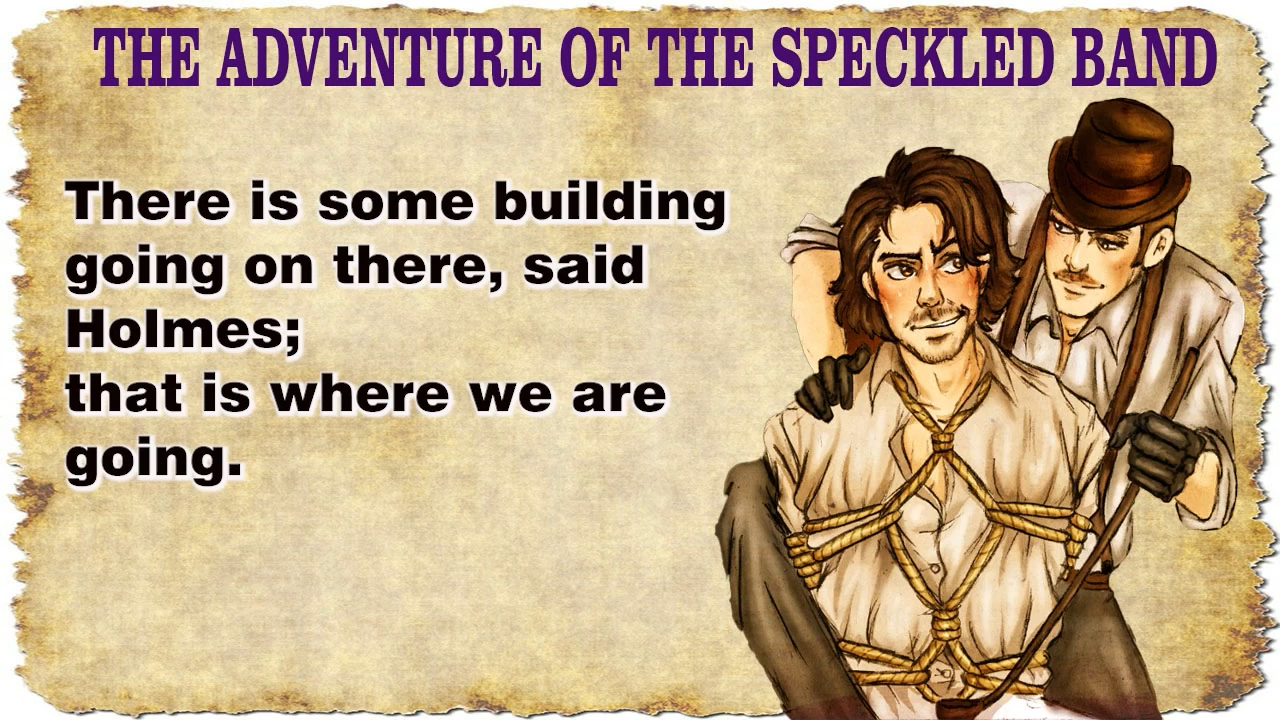 THE ADVENTURE OF THE SPECKLED BAND
There is some building
going on there, said
Holmes;
that is where we are
going.